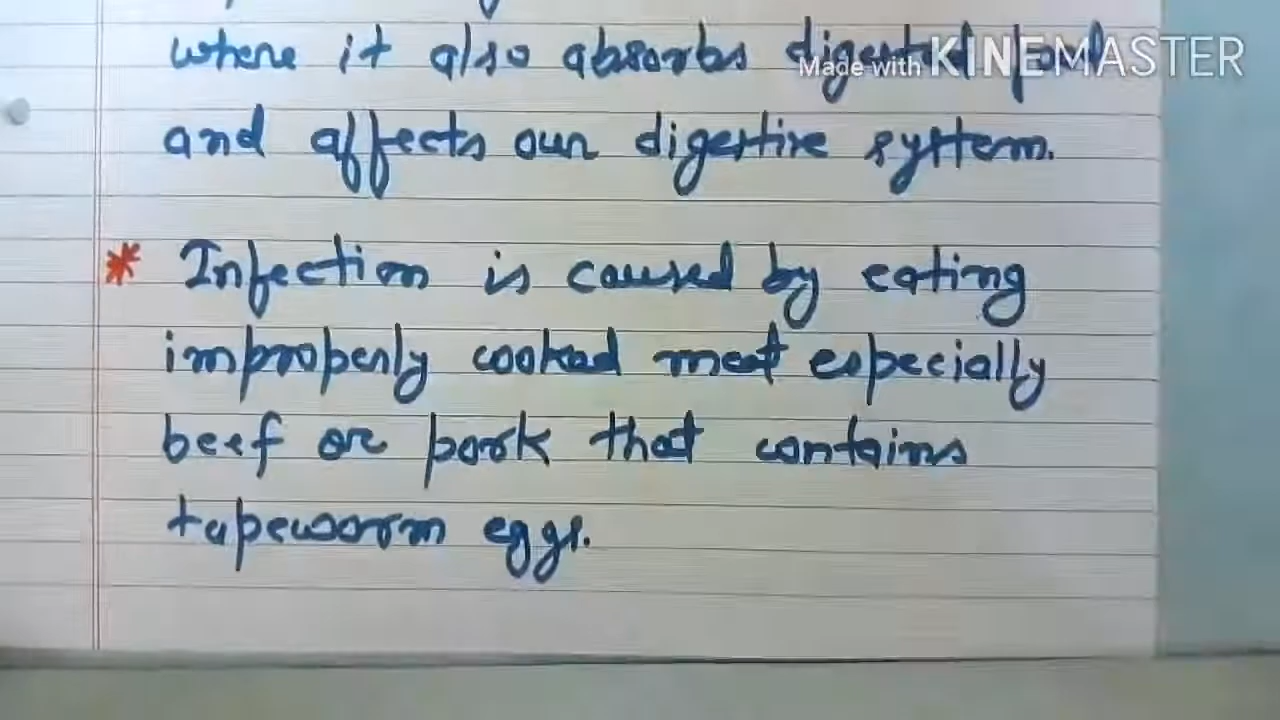 where it also absorbs digested food
Made with KINEMASTER
and affects our digestive system.
* Infection is caused by eating
improperly cooked meat especially
beef or pork that contains
tapeworm eggs.